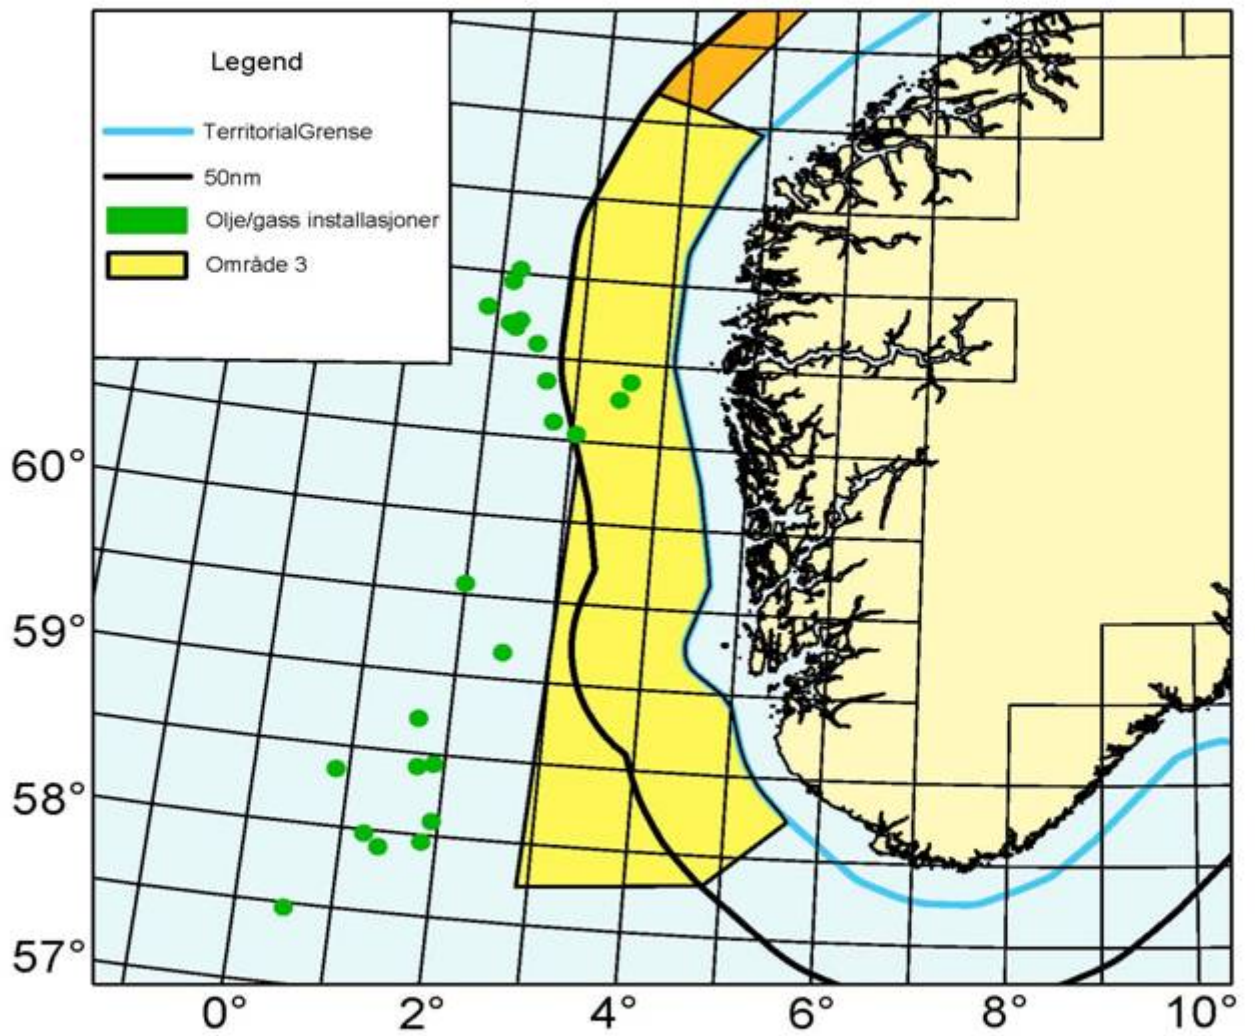 Legend
TerritorialGrense
50nm
Olje/gass installasjoner
Område 3
60°
59°
58°
57°
0° 2° 4° 6° 8° 10°